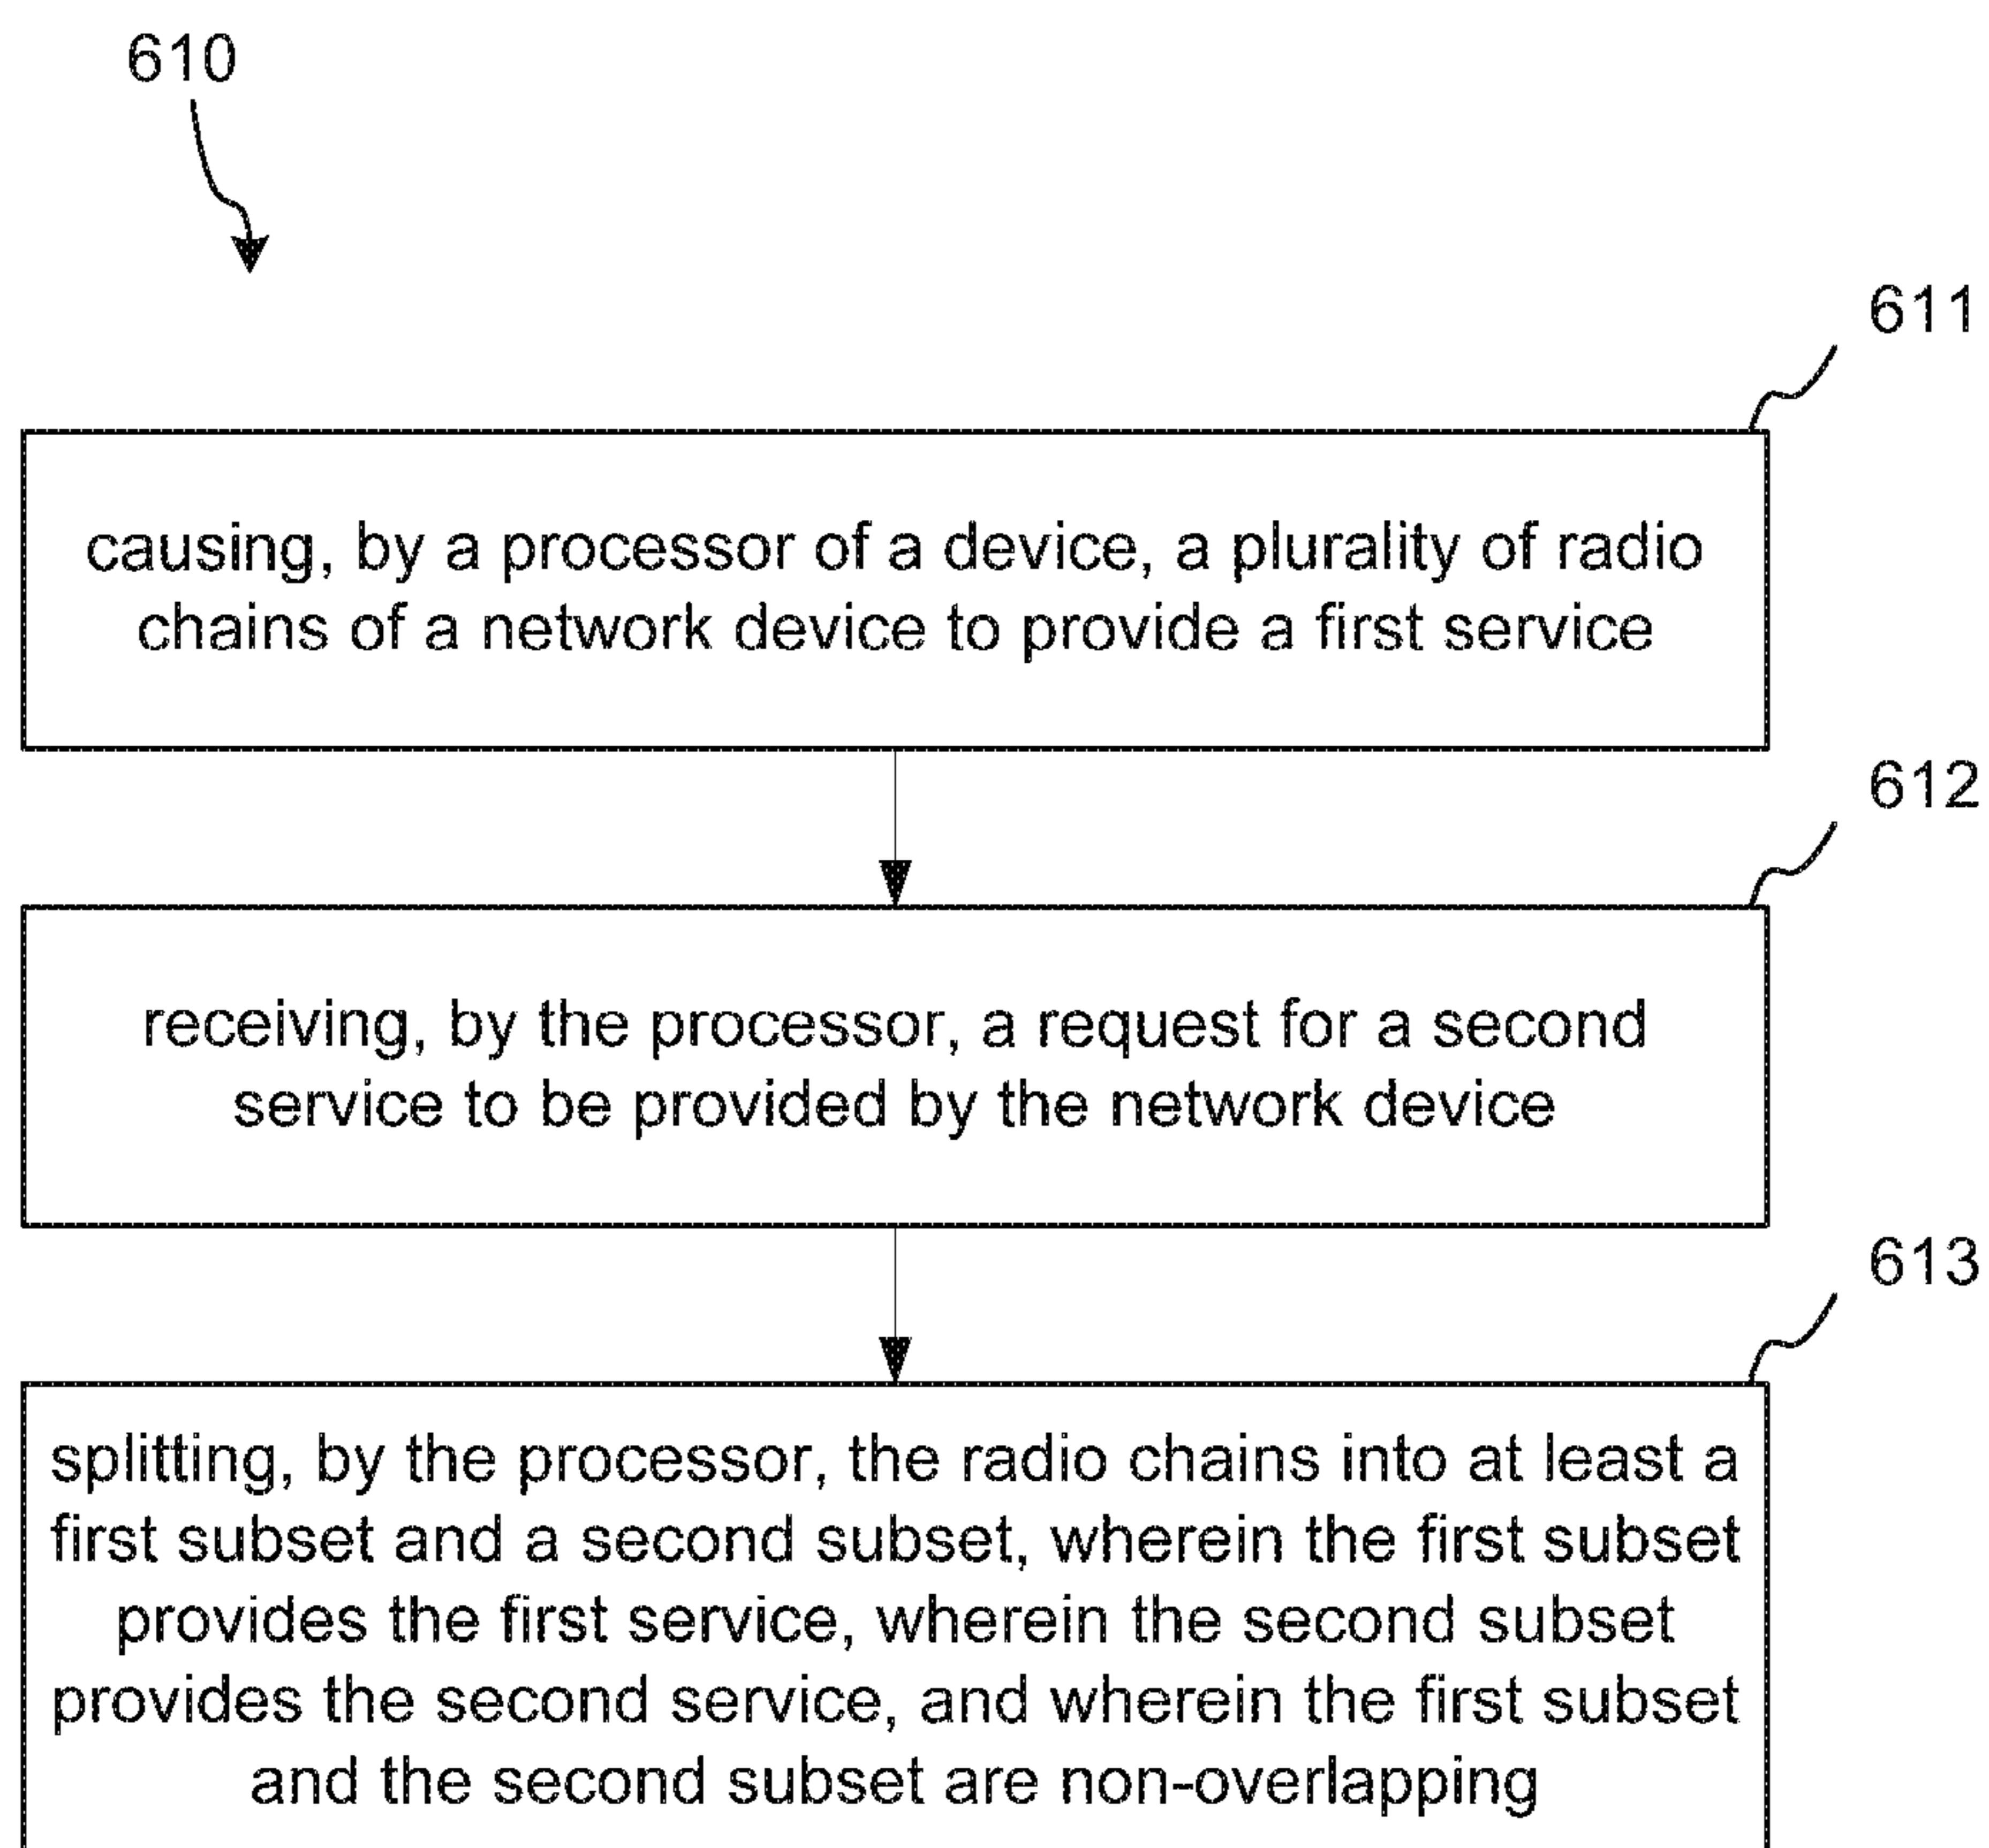 610
611
causing, by a processor of a device, a plurality of radio
chains of a network device to provide a first service
612
receiving, by the processor, a request for a second
service to be provided by the network device
613
splitting, by the processor, the radio chains into at least a
first subset and a second subset, wherein the first subset
provides the first service, wherein the second subset
provides the second service, and wherein the first subset
and the second subset are non-overlapping